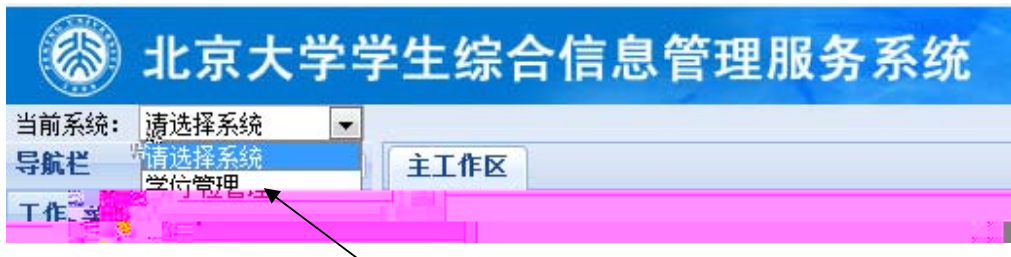 北京大学学生综合信息管理服务系统
当前系统： 请选择系统
导航栏 请选择系统 主工作区
学位管理
工作